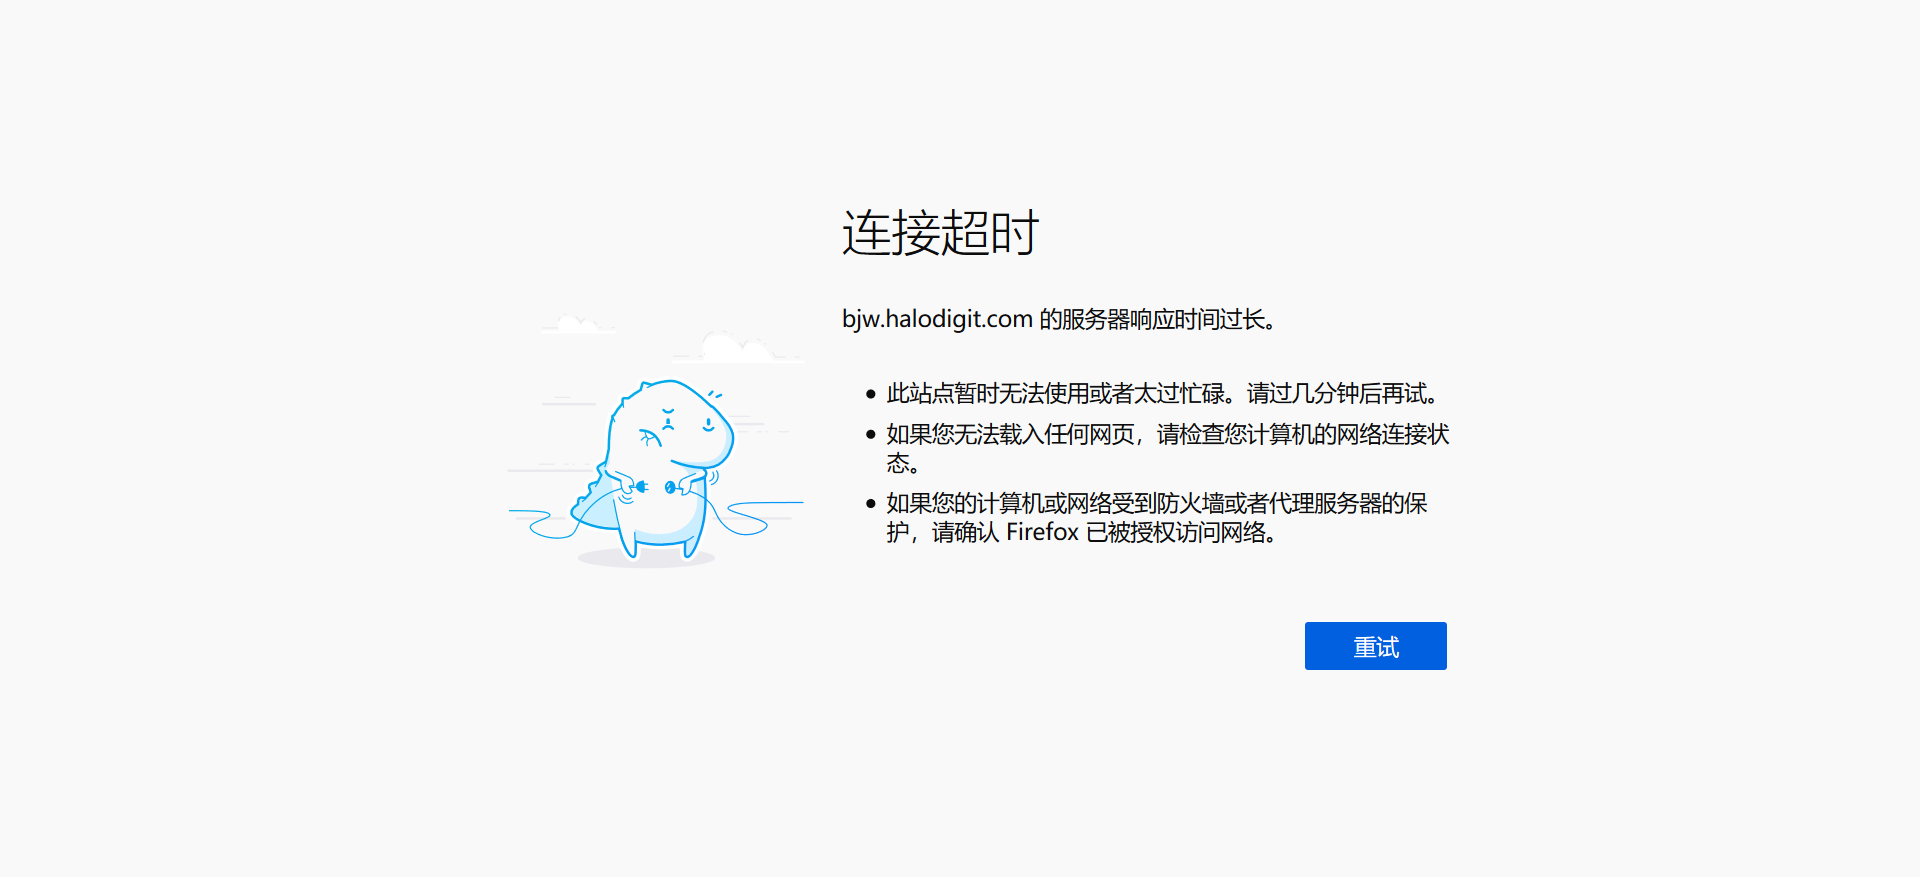 连接超时
bjw.halodigit.com 的服务器响应时间过长。
此站点暂时无法使用或者太过忙碌。请过几分钟后再试。
如果您无法载入任何网页，请检查您计算机的网络连接状
态。
如果您的计算机或网络受到防火墙或者代理服务器的保
护，请确认 Firefox 已被授权访问网络。
重试